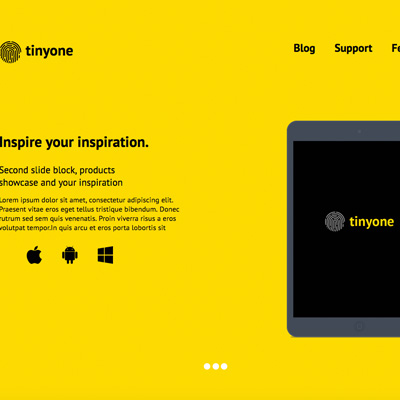 tinyone
Blog Support Fe
Inspire your inspiration.
Second slide block, products
showcase and your inspiration
Lorem ipsum dolor sit amet, consectetur adipiscing elit.
Praesent vitae eros eget tellus tristique bibendum. Donec
rutrum sed sem quis venenatis. Proin viverra risus a eros
volutpat tempor.In quis arcu et eros porta lobortis sit
tinyone